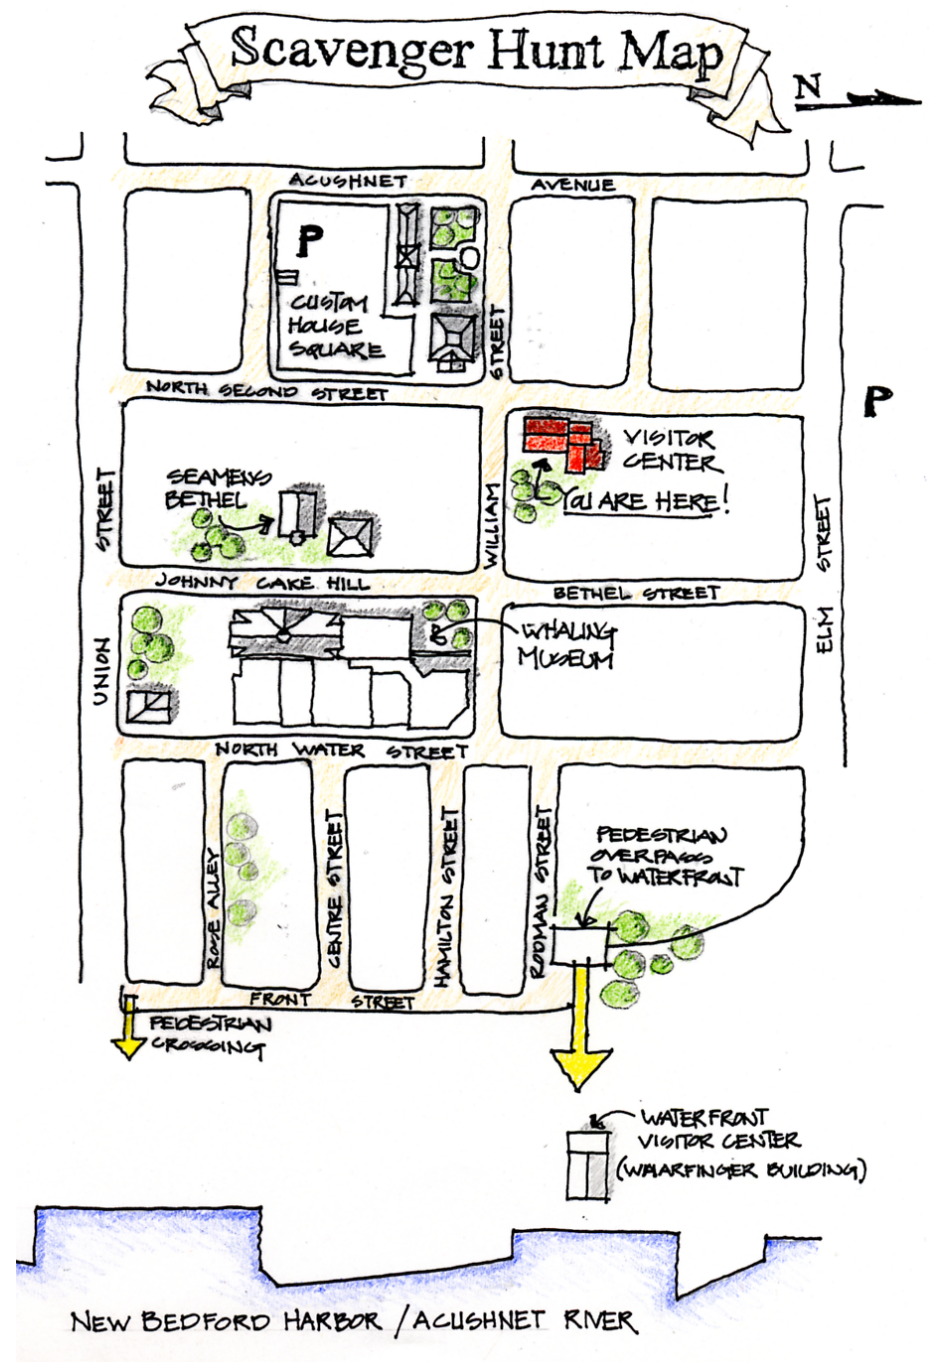 Scavenger Hunt Map
N
ACUSHNET AVENUE
P
CUSTOM
HOUSE
SQUARE
STREET
NORTH SECOND STREET
P
VISITOR
CENTER
YOU ARE HERE!
SEAMENS
BETHEL
STREET
WILLIAM
STREET
JOHNNY CAKE HILL
BETHEL STREET
WHALING
MUSEUM
UNION
ELM
NORTH WATER STREET
PEDESTRIAN
OVERPASS
TO WATERFRONT
ROSE ALLEY
CENTRE STREET
HAMILTON STREET
RODMAN STREET
FRONT STREET
PEDESTRIAN
CROSSING
WATERFRONT
VISITOR CENTER
(WHARFINGER BUILDING)
NEW BEDFORD HARBOR / ACUSHNET RIVER